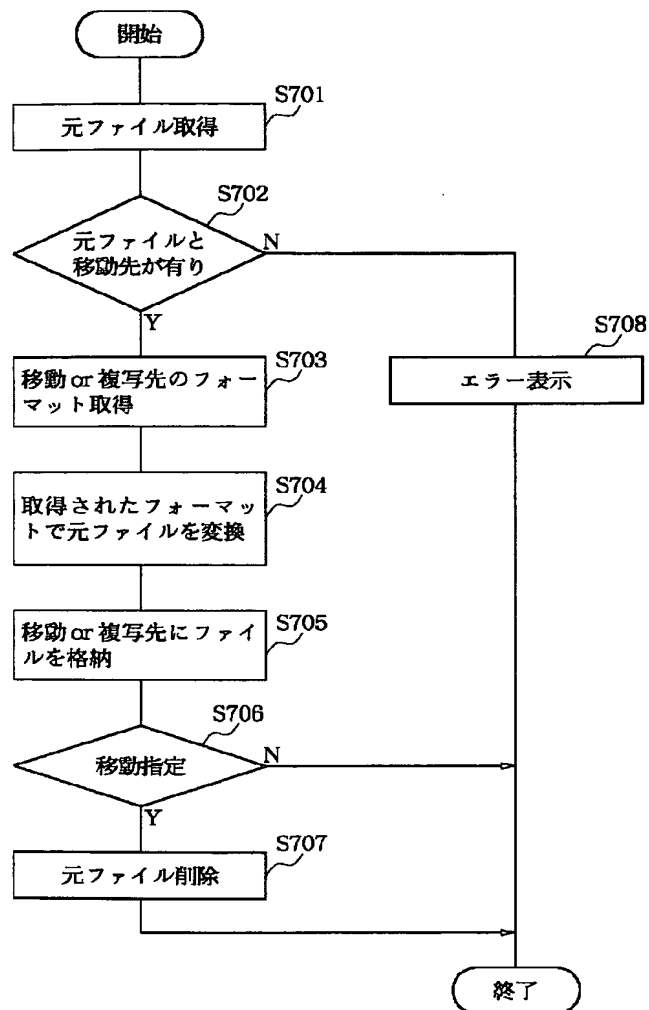 開始
S701
元ファイル取得
S702
元ファイルと
移動先が有り
N
Y
S703
移動or複写先のフォー
マット取得
S708
エラー表示
S704
取得されたフォーマッ
トで元ファイルを変換
S705
移動or複写先にファイ
ルを格納
S706
移動指定
N
Y
S707
元ファイル削除
終了